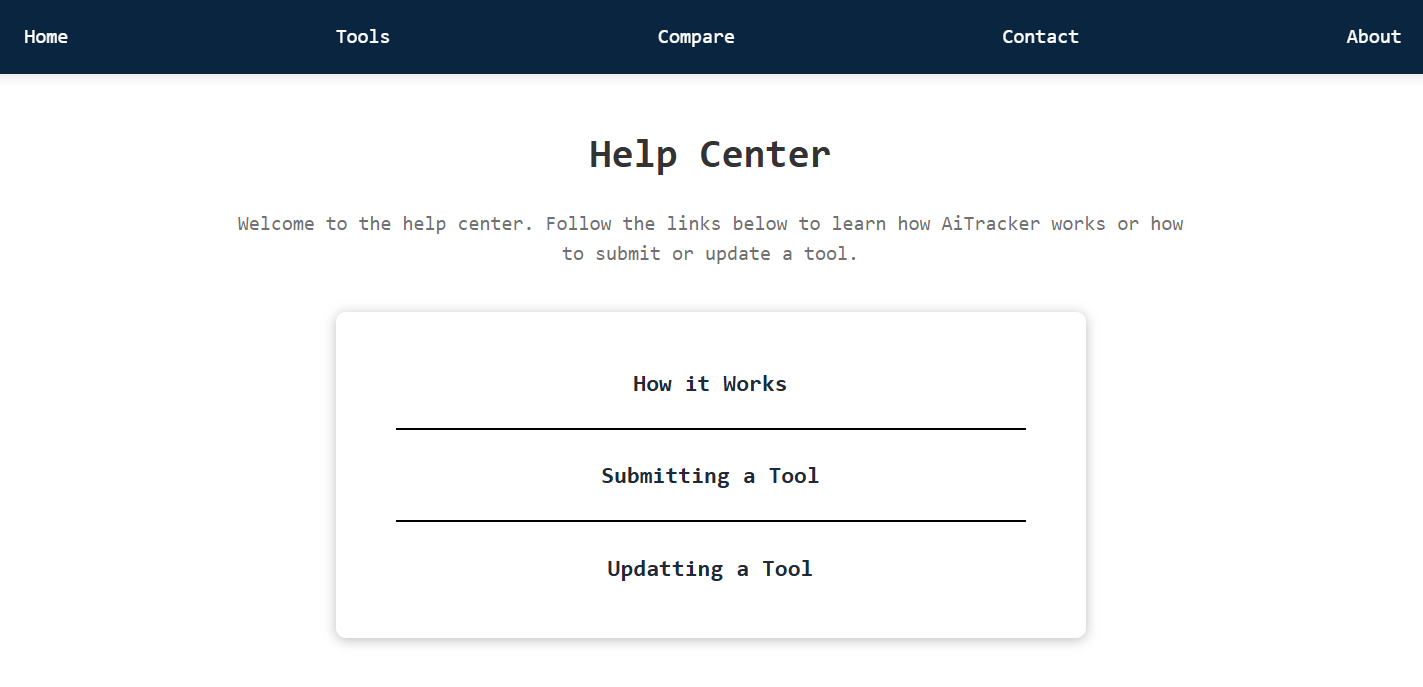 Home Tools Compare Contact About
Help Center
Welcome to the help center. Follow the links below to learn how AiTracker works or how
to submit or update a tool.
How it Works
Submitting a Tool
Updatting a Tool